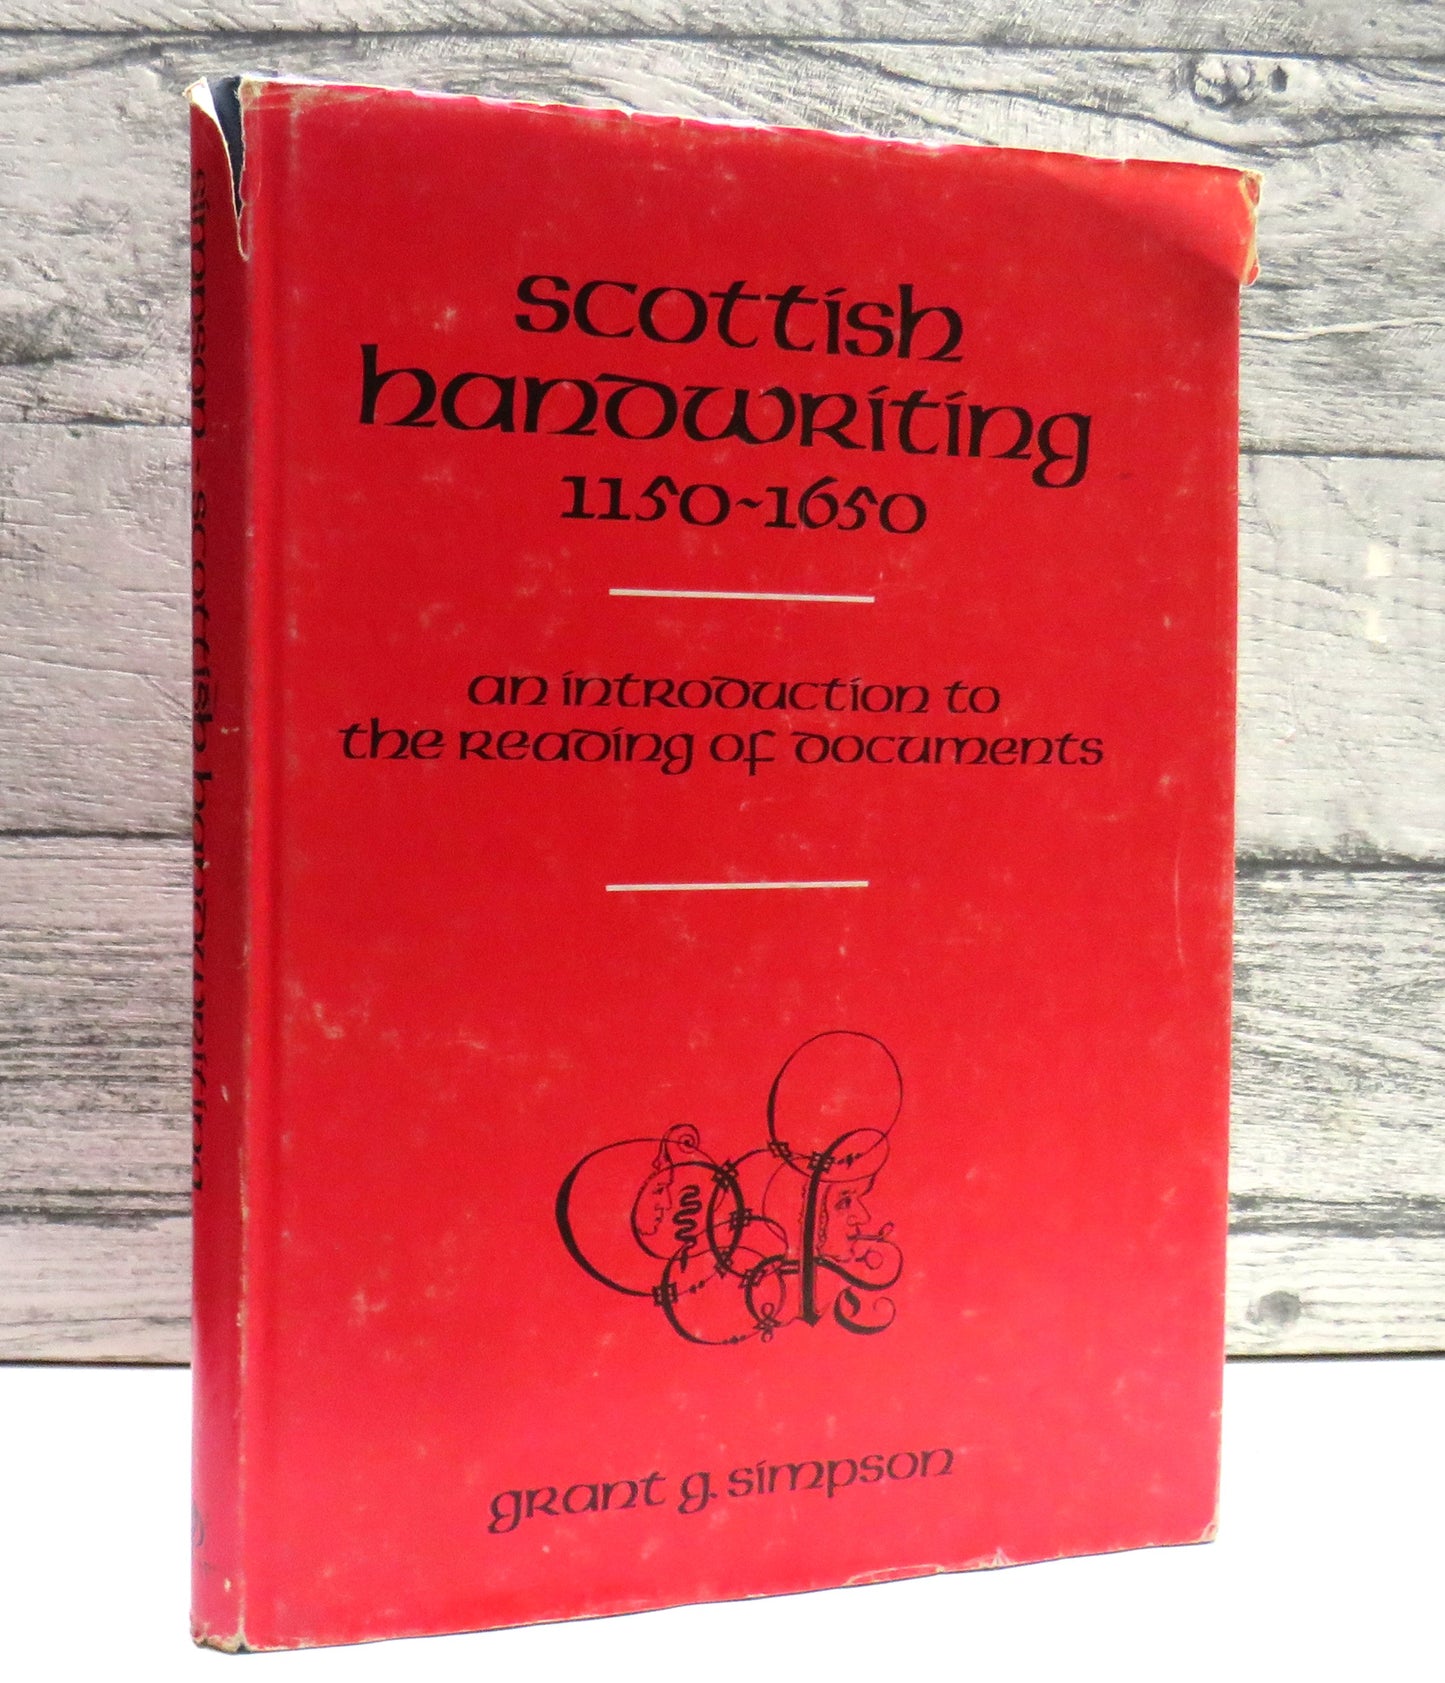 scottish
handwriting
1150~1650
an introduction to
the reading of documents
grant g. simpson
simpson · scottish handwriting